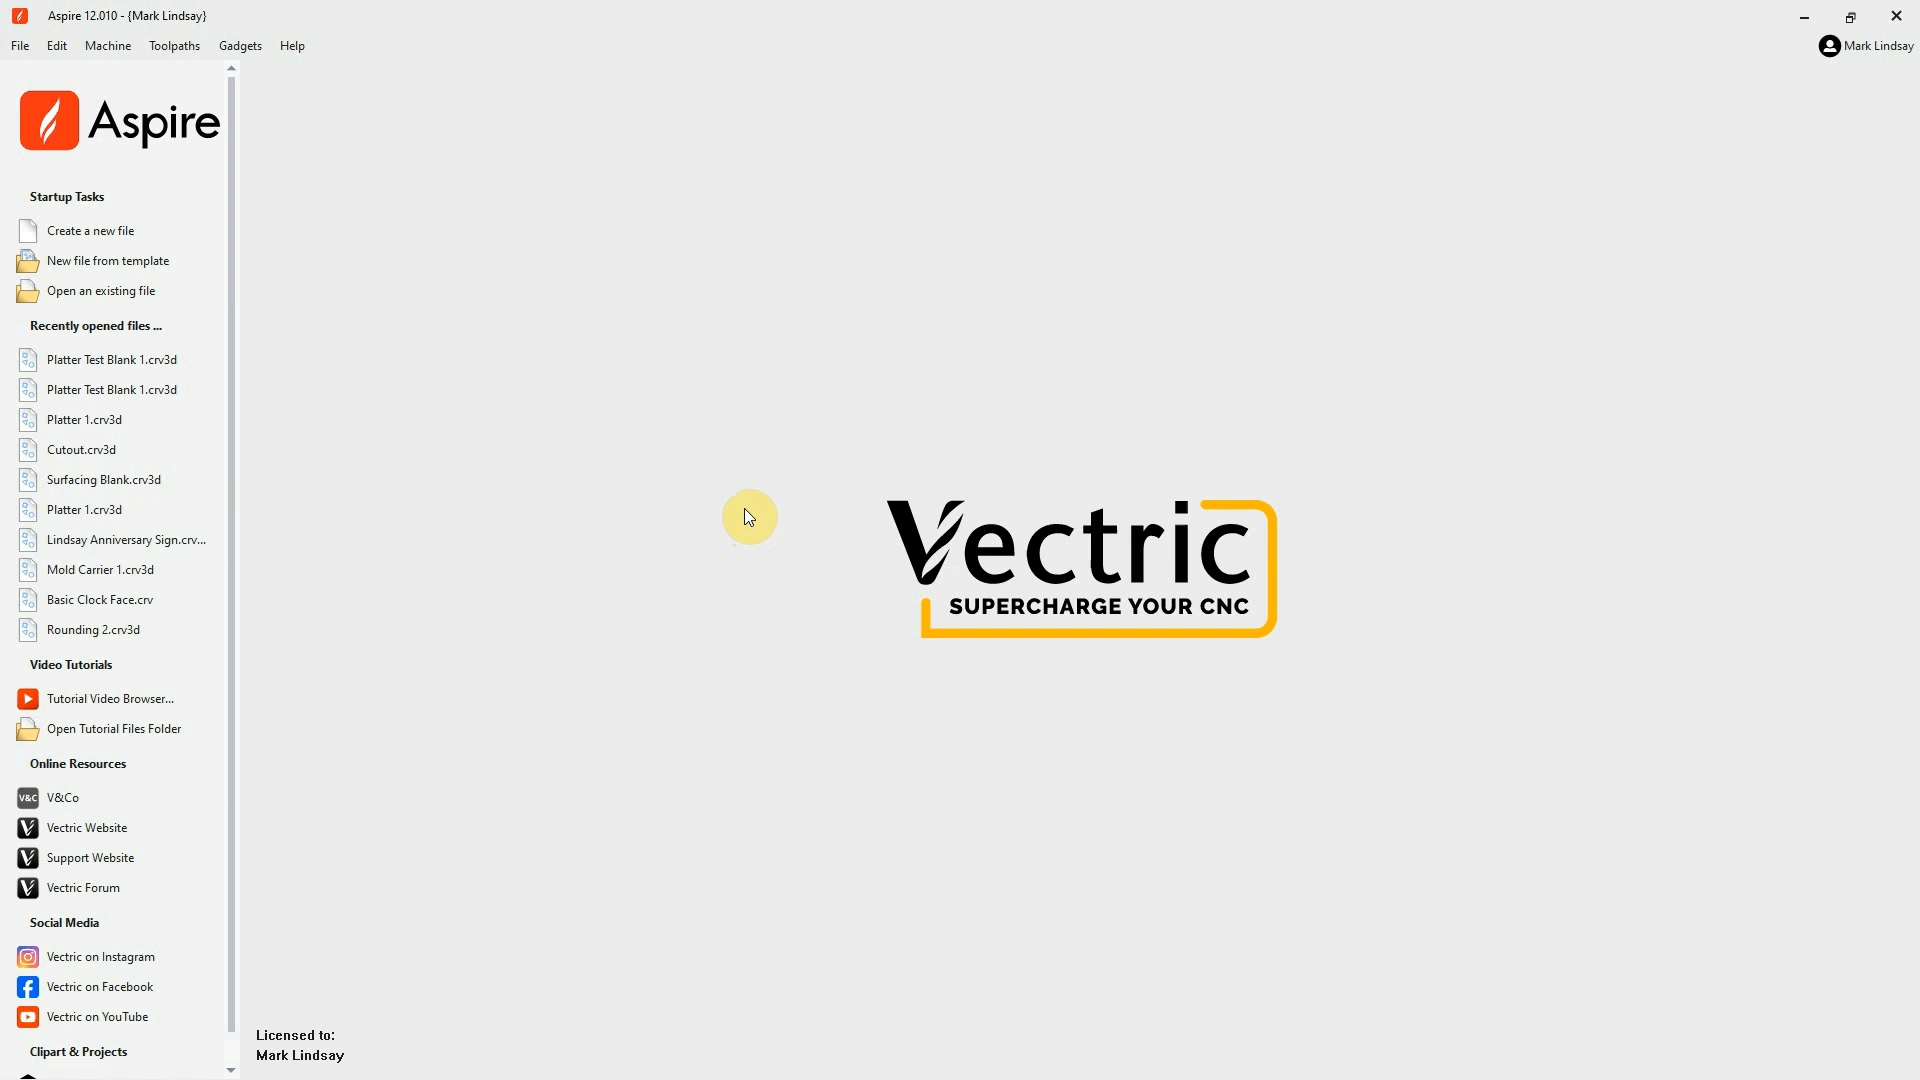 Aspire 12.010 - {Mark Lindsay}
File Edit Machine Toolpaths Gadgets Help
Mark Lindsay
Aspire
Startup Tasks
Create a new file
New file from template
Open an existing file
Recently opened files ...
Platter Test Blank 1.crv3d
Platter Test Blank 1.crv3d
Platter 1.crv3d
Cutout.crv3d
Surfacing Blank.crv3d
Platter 1.crv3d
Lindsay Anniversary Sign.crv...
Mold Carrier 1.crv3d
Basic Clock Face.crv
Rounding 2.crv3d
Video Tutorials
Tutorial Video Browser...
Open Tutorial Files Folder
Online Resources
V&C V&Co
Vectric Website
Support Website
Vectric Forum
Social Media
Vectric on Instagram
Vectric on Facebook
Vectric on YouTube
Clipart & Projects
Vectric
SUPERCHARGE YOUR CNC
Licensed to:
Mark Lindsay